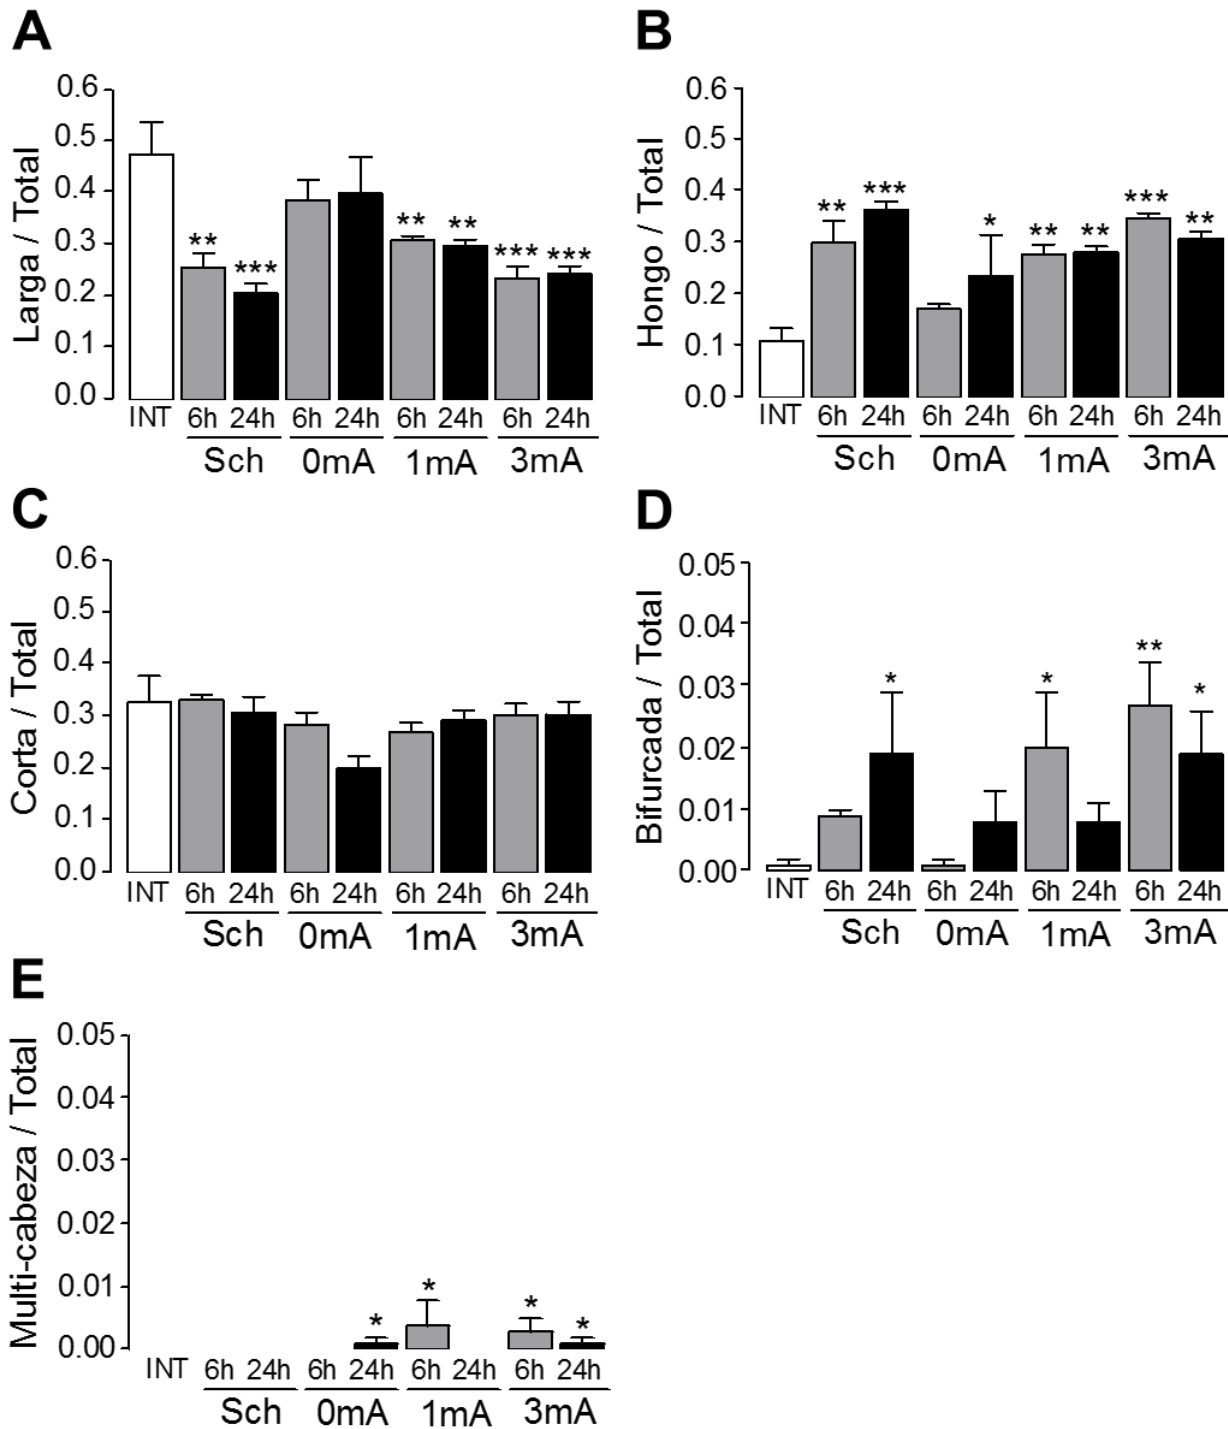 A
Larga / Total
0.6
0.5
0.4
0.3
0.2
0.1
0.0
** *** ** ** *** ***
INT 6h 24h 6h 24h 6h 24h 6h 24h
Sch 0mA 1mA 3mA
B
Hongo / Total
0.6
0.5
0.4
0.3
0.2
0.1
0.0
** *** * ** ** *** **
INT 6h 24h 6h 24h 6h 24h 6h 24h
Sch 0mA 1mA 3mA
C
Corta / Total
0.6
0.5
0.4
0.3
0.2
0.1
0.0
INT 6h 24h 6h 24h 6h 24h 6h 24h
Sch 0mA 1mA 3mA
D
Bifurcada / Total
0.05
0.04
0.03
0.02
0.01
0.00
* * ** *
INT 6h 24h 6h 24h 6h 24h 6h 24h
Sch 0mA 1mA 3mA
E
Multi-cabeza / Total
0.05
0.04
0.03
0.02
0.01
0.00
* * * *
INT 6h 24h 6h 24h 6h 24h 6h 24h
Sch 0mA 1mA 3mA